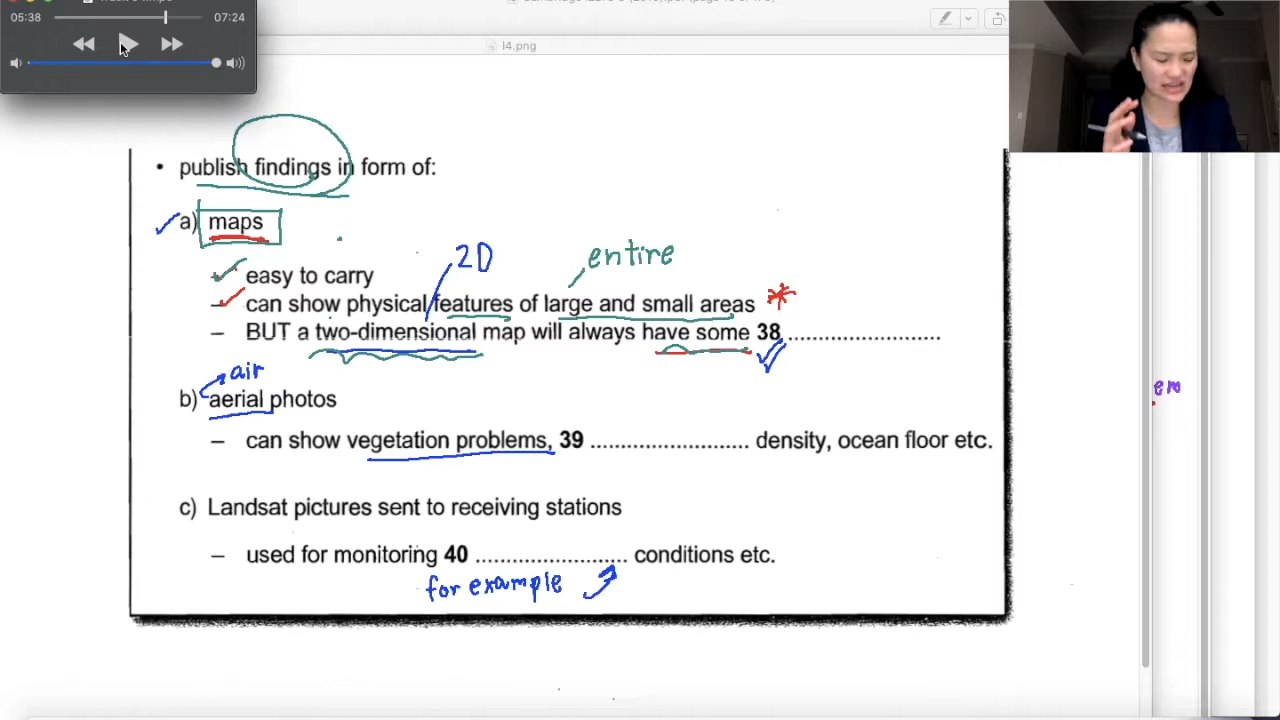 05:38
07:24
l4.png
• publish findings in form of:
a) maps
easy to carry
2D
entire
– can show physical features of large and small areas *
– BUT a two-dimensional map will always have some 38 ..........................
air
b) aerial photos
– can show vegetation problems, 39 .......................... density, ocean floor etc.
c) Landsat pictures sent to receiving stations
– used for monitoring 40 .......................... conditions etc.
for example